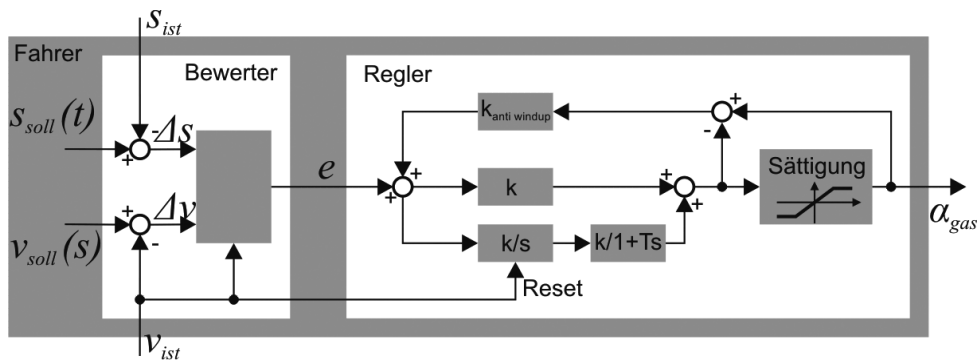 s_ist
Fahrer
Bewerter
Regler
s_soll(t)
- Δs
+
k_anti windup
+
-
+
+
e
k
+
+
Sättigung
α_gas
v_soll(s)
+
Δv
-
k/s
k/1+Ts
Reset
v_ist